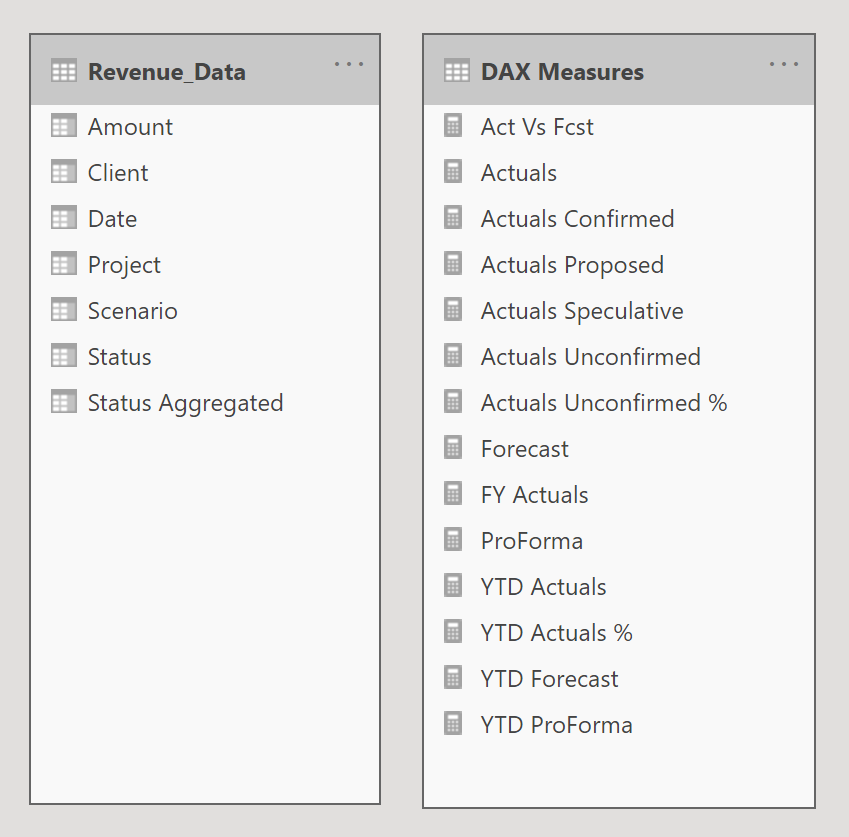 Revenue_Data
Amount
Client
Date
Project
Scenario
Status
Status Aggregated
DAX Measures
Act Vs Fcst
Actuals
Actuals Confirmed
Actuals Proposed
Actuals Speculative
Actuals Unconfirmed
Actuals Unconfirmed %
Forecast
FY Actuals
ProForma
YTD Actuals
YTD Actuals %
YTD Forecast
YTD ProForma